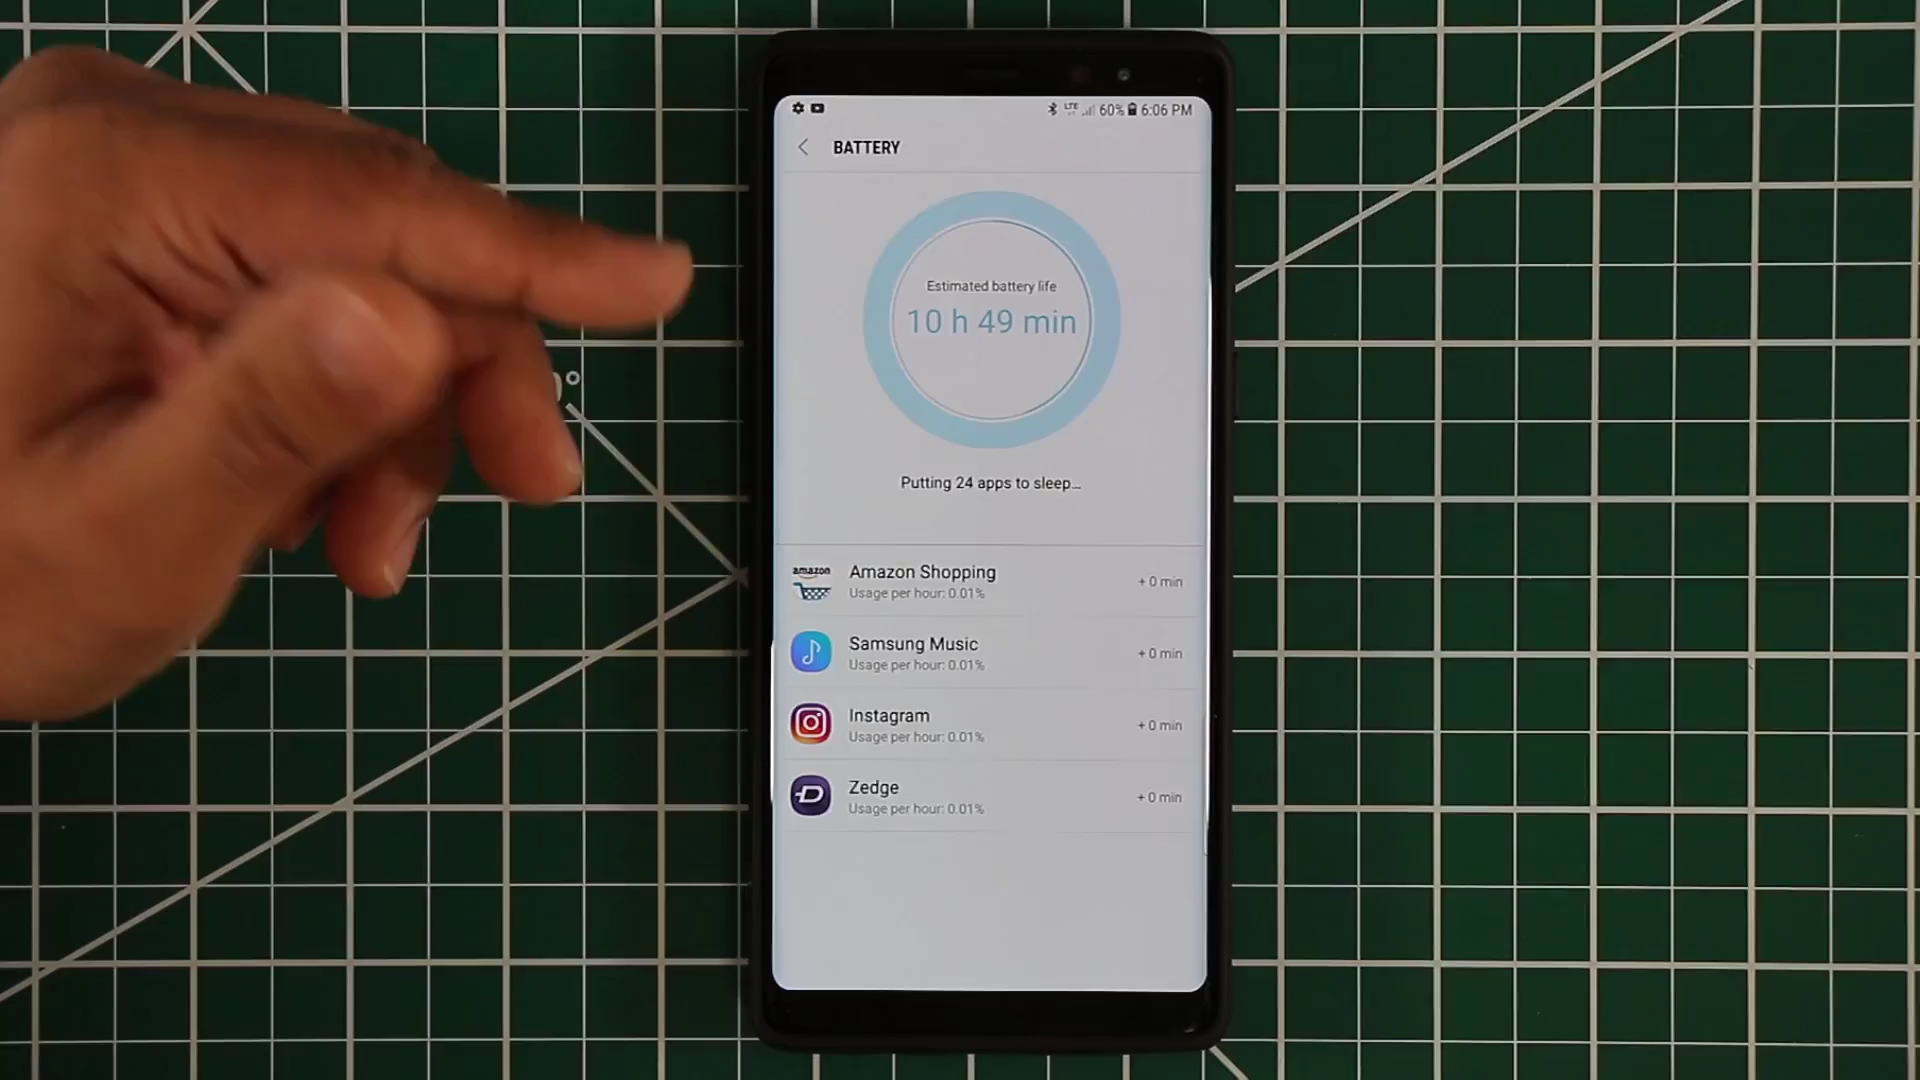 LTE 60% 6:06 PM
BATTERY
Estimated battery life
10 h 49 min
0°
Putting 24 apps to sleep...
amazon
Amazon Shopping
Usage per hour: 0.01%
+ 0 min
Samsung Music
Usage per hour: 0.01%
+ 0 min
Instagram
Usage per hour: 0.01%
+ 0 min
Zedge
Usage per hour: 0.01%
+ 0 min